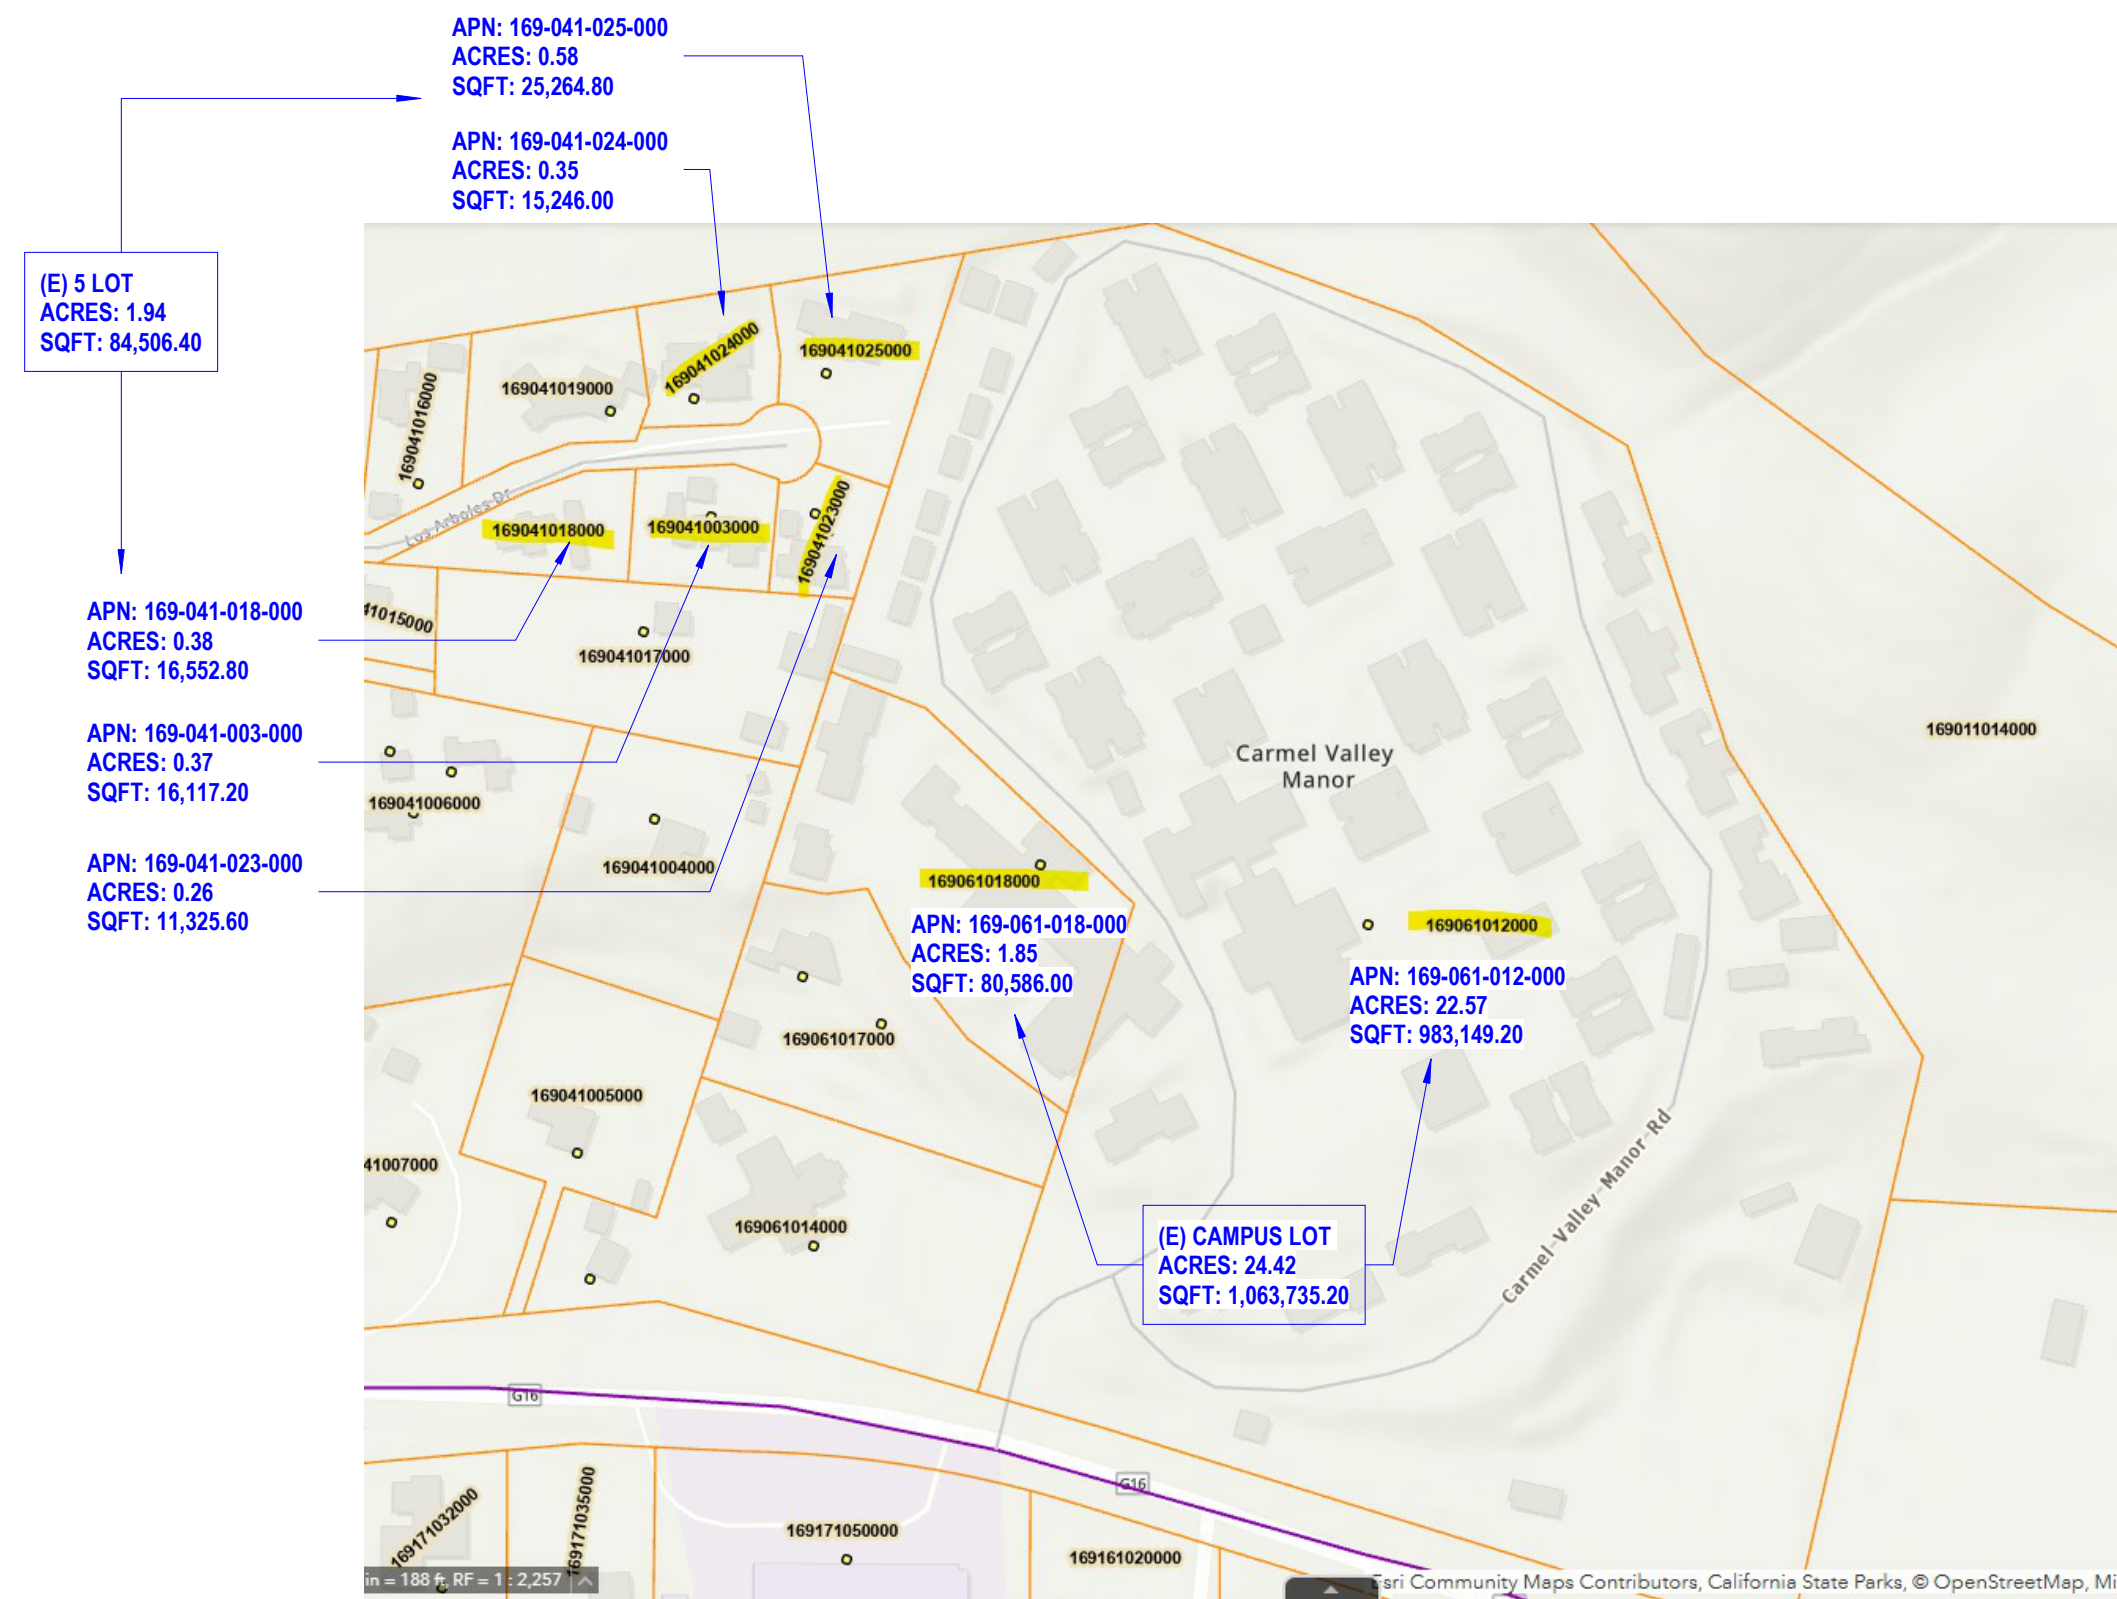 APN: 169-041-025-000
ACRES: 0.58
SQFT: 25,264.80
APN: 169-041-024-000
ACRES: 0.35
SQFT: 15,246.00
(E) 5 LOT
ACRES: 1.94
SQFT: 84,506.40
169041024000
169041025000
169041019000
169041016000
Los Arboles Dr
169041018000
169041003000
169041023000
APN: 169-041-018-000
ACRES: 0.38
SQFT: 16,552.80
41015000
169041017000
APN: 169-041-003-000
ACRES: 0.37
SQFT: 16,117.20
169011014000
Carmel Valley
Manor
169041006000
APN: 169-041-023-000
ACRES: 0.26
SQFT: 11,325.60
169041004000
169061018000
APN: 169-061-018-000
ACRES: 1.85
SQFT: 80,586.00
169061012000
APN: 169-061-012-000
ACRES: 22.57
SQFT: 983,149.20
169061017000
169041005000
41007000
169061014000
(E) CAMPUS LOT
ACRES: 24.42
SQFT: 1,063,735.20
Carmel Valley Manor Rd
G16
G16
169171032000
169171035000
169171050000
169161020000
in = 188 ft, RF = 1 : 2,257
Esri Community Maps Contributors, California State Parks, © OpenStreetMap, Mi